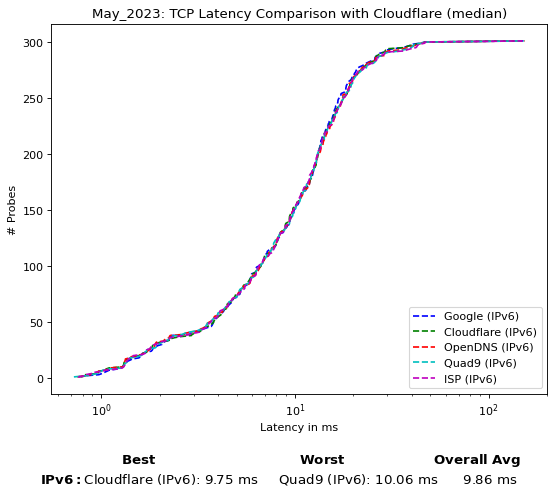 May_2023: TCP Latency Comparison with Cloudflare (median)
300
250
200
150
100
50
0
# Probes
Google (IPv6)
Cloudflare (IPv6)
OpenDNS (IPv6)
Quad9 (IPv6)
ISP (IPv6)
10⁰ 10¹ 10²
Latency in ms
Best Worst Overall Avg
IPv6: Cloudflare (IPv6): 9.75 ms Quad9 (IPv6): 10.06 ms 9.86 ms